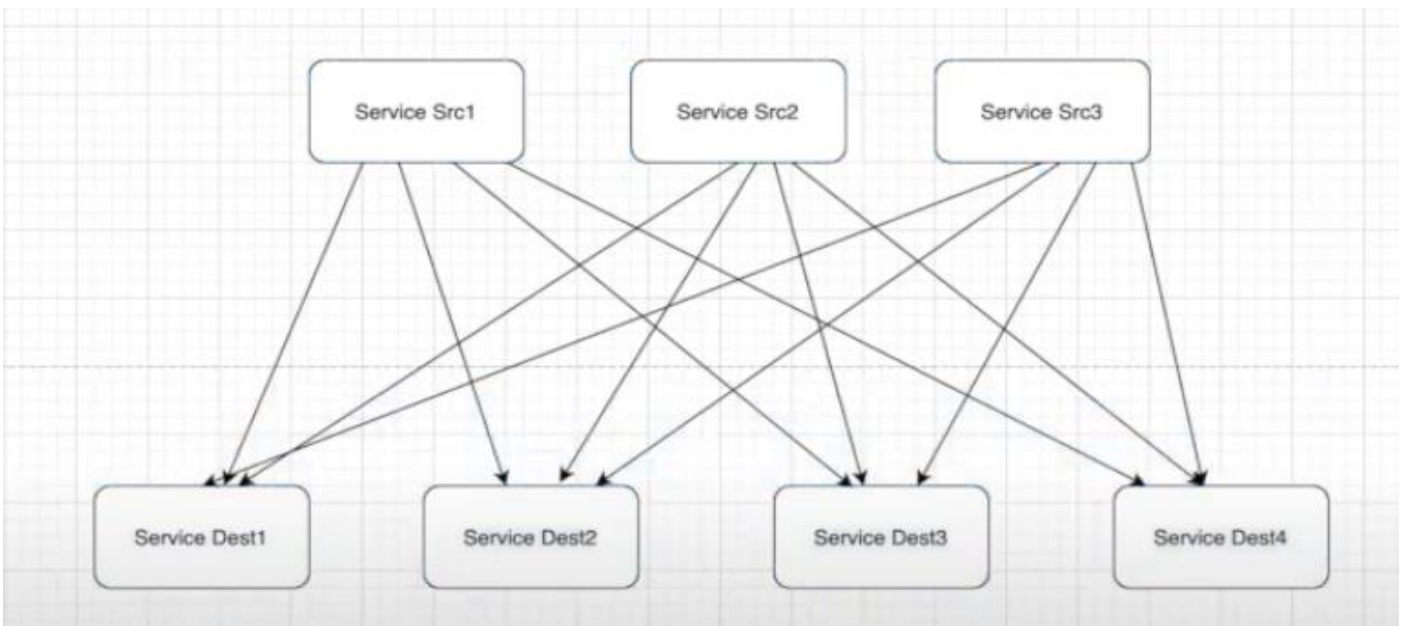 Service Src1
Service Src2
Service Src3
Service Dest1
Service Dest2
Service Dest3
Service Dest4